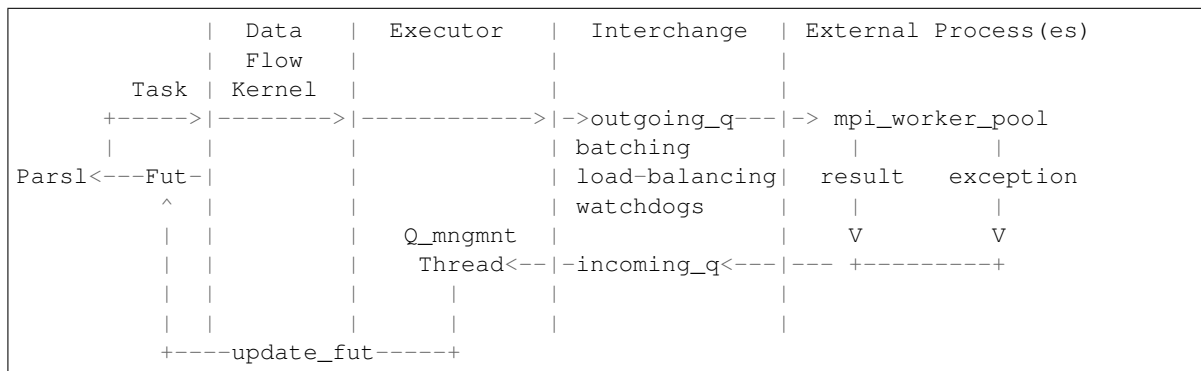 | Data | Executor | Interchange | External Process(es)
| Flow | | |
Task | Kernel | | |
+----->|-------->|------------>|->outgoing_q---|-> mpi_worker_pool
| | | | batching | | |
Parsl<---Fut-| | | load-balancing| result exception
^ | | | watchdogs | | |
| | | Q_mngmnt | | V V
| | | Thread<--|-incoming_q<---|--- +---------+
| | | | | |
| | | | | |
+----update_fut-----+